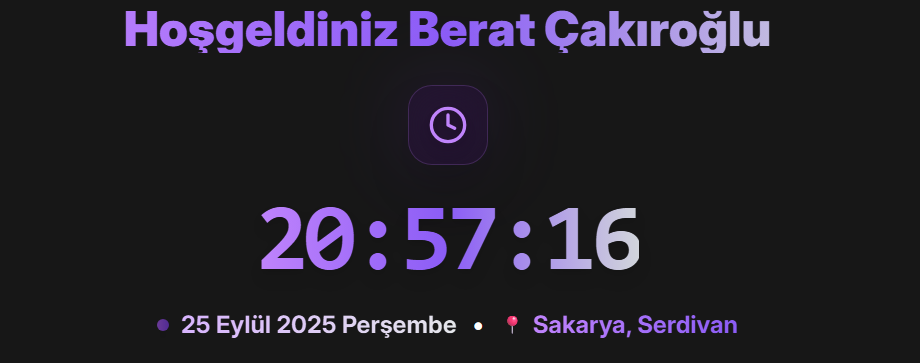 Hoşgeldiniz Berat Çakıroğlu
20:57:16
25 Eylül 2025 Perşembe • 📍 Sakarya, Serdivan